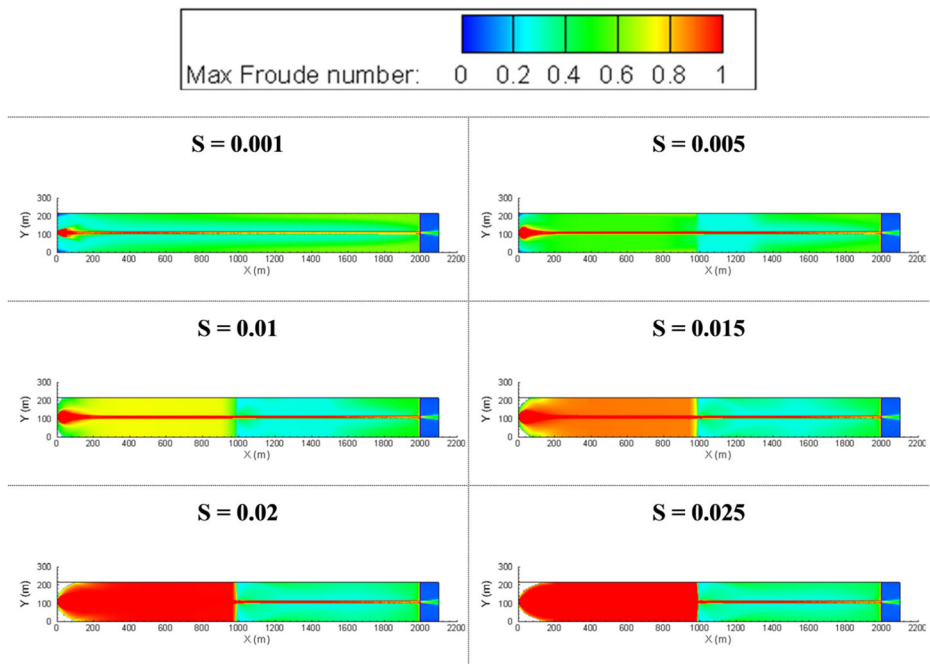 Max Froude number: 0 0.2 0.4 0.6 0.8 1
S = 0.001 S = 0.005
300 300
200 200
100 100
0 0
Y (m) Y (m)
0 200 400 600 800 1000 1200 1400 1600 1800 2000 2200 0 200 400 600 800 1000 1200 1400 1600 1800 2000 2200
X (m) X (m)
S = 0.01 S = 0.015
300 300
200 200
100 100
0 0
Y (m) Y (m)
0 200 400 600 800 1000 1200 1400 1600 1800 2000 2200 0 200 400 600 800 1000 1200 1400 1600 1800 2000 2200
X (m) X (m)
S = 0.02 S = 0.025
300 300
200 200
100 100
0 0
Y (m) Y (m)
0 200 400 600 800 1000 1200 1400 1600 1800 2000 2200 0 200 400 600 800 1000 1200 1400 1600 1800 2000 2200
X (m) X (m)